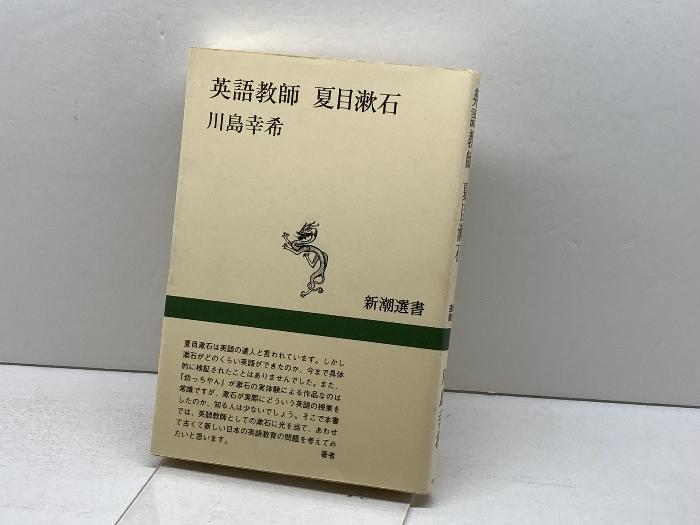 英語教師 夏目漱石
川島幸希
新潮選書
夏目漱石は英語の達人と言われています。しかし
漱石がどのくらい英語ができたのか、今まで具体
的に検証されたことはありませんでした。また、
「坊っちゃん」が漱石の実体験による作品なのは
常識ですが、漱石が実際にどういう英語の授業を
したのか、知る人は少ないでしょう。そこで本書
では、英語教師としての漱石に光を当て、あわせ
て古くて新しい日本の英語教育の問題を考えてみ
たいと思います。
著者
英語教師 夏目漱石